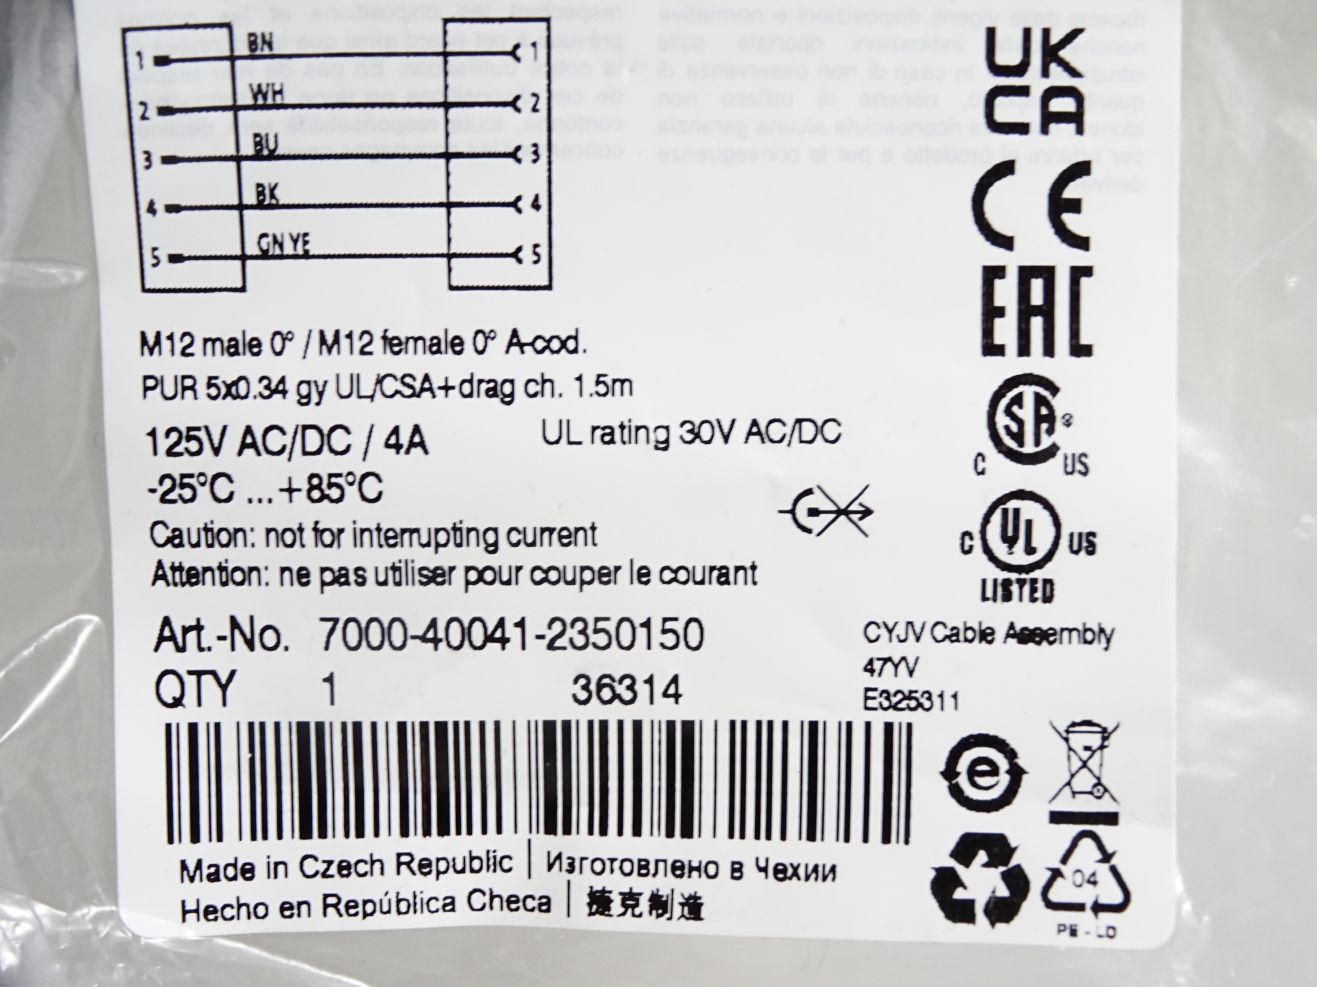 1 BN 1
2 WH 2
3 BU 3
4 BK 4
5 GNYE 5
M12 male 0° / M12 female 0° A-cod.
PUR 5x0.34 gy UL/CSA+drag ch. 1.5m
125V AC/DC / 4A
UL rating 30V AC/DC
-25°C ...+85°C
Caution: not for interrupting current
Attention: ne pas utiliser pour couper le courant
Art.-No. 7000-40041-2350150
QTY 1 36314
UK
CA
CE
EAC
C SA® US
C UL US
LISTED
CYJV Cable Assembly
47YV
E325311
e
04
PE-LD
Made in Czech Republic | Изготовлено в Чехии
Hecho en República Checa | 捷克制造